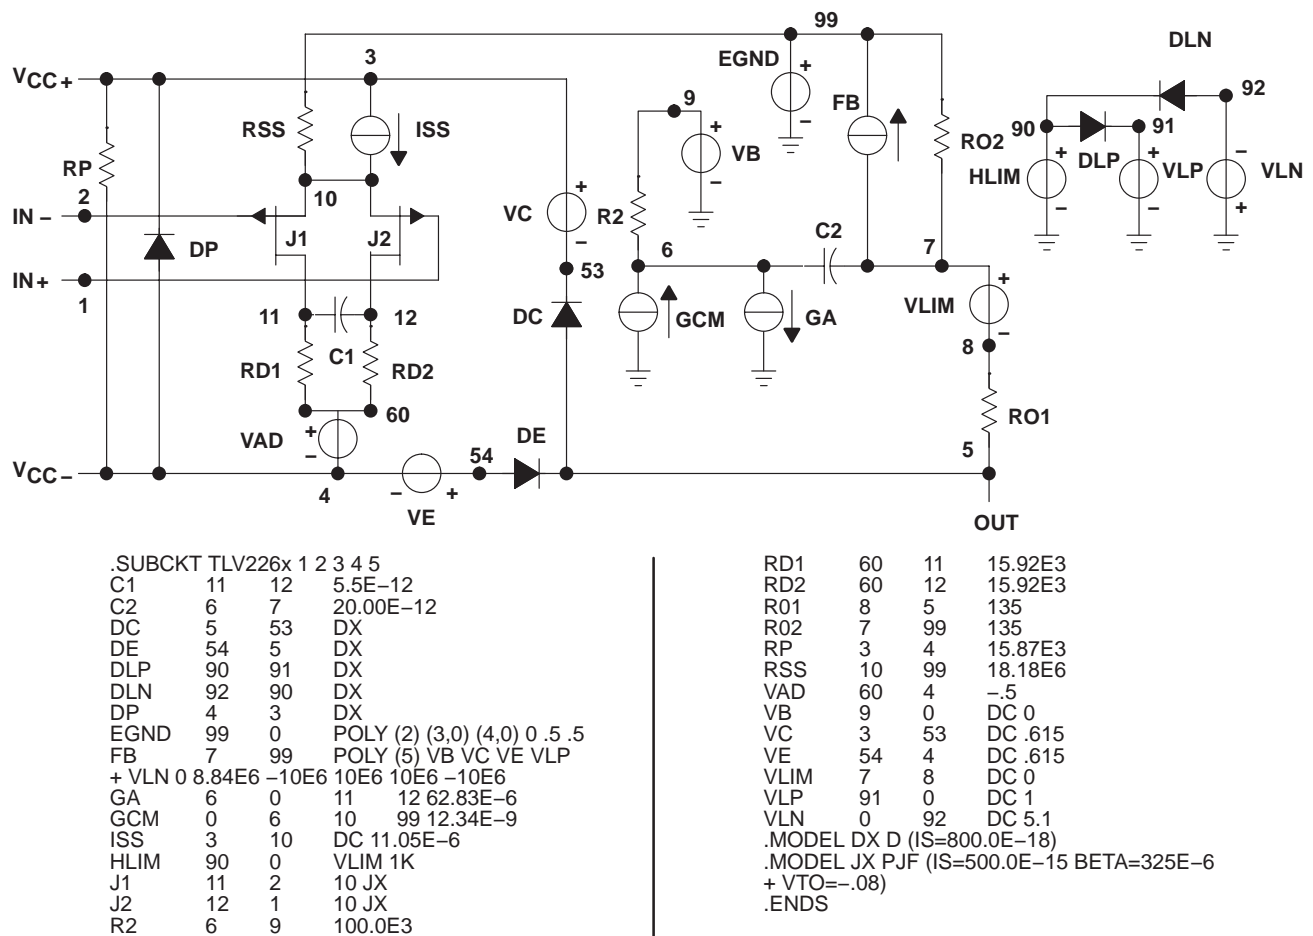 99
DLN
3
VCC+
EGND
+
−
FB
9
92
RSS
ISS
+
VB
−
90
91
RP
RO2
DLP
+
HLIM
−
+
VLP
−
−
VLN
+
2
10
IN −
J1
J2
VC
+
−
R2
C2
DP
6
7
IN+
1
53
+
VLIM
−
11
12
DC
GCM
GA
8
C1
RD1
RD2
60
RO1
VAD
+
−
DE
54
5
VCC−
4
−
+
VE
OUT
.SUBCKT TLV226x 1 2 3 4 5
C1 11 12 5.5E−12
C2 6 7 20.00E−12
DC 5 53 DX
DE 54 5 DX
DLP 90 91 DX
DLN 92 90 DX
DP 4 3 DX
EGND 99 0 POLY (2) (3,0) (4,0) 0 .5 .5
FB 7 99 POLY (5) VB VC VE VLP
+ VLN 0 8.84E6 −10E6 10E6 10E6 −10E6
GA 6 0 11 12 62.83E−6
GCM 0 6 10 99 12.34E−9
ISS 3 10 DC 11.05E−6
HLIM 90 0 VLIM 1K
J1 11 2 10 JX
J2 12 1 10 JX
R2 6 9 100.0E3
RD1 60 11 15.92E3
RD2 60 12 15.92E3
R01 8 5 135
R02 7 99 135
RP 3 4 15.87E3
RSS 10 99 18.18E6
VAD 60 4 −.5
VB 9 0 DC 0
VC 3 53 DC .615
VE 54 4 DC .615
VLIM 7 8 DC 0
VLP 91 0 DC 1
VLN 0 92 DC 5.1
.MODEL DX D (IS=800.0E−18)
.MODEL JX PJF (IS=500.0E−15 BETA=325E−6
+ VTO=−.08)
.ENDS